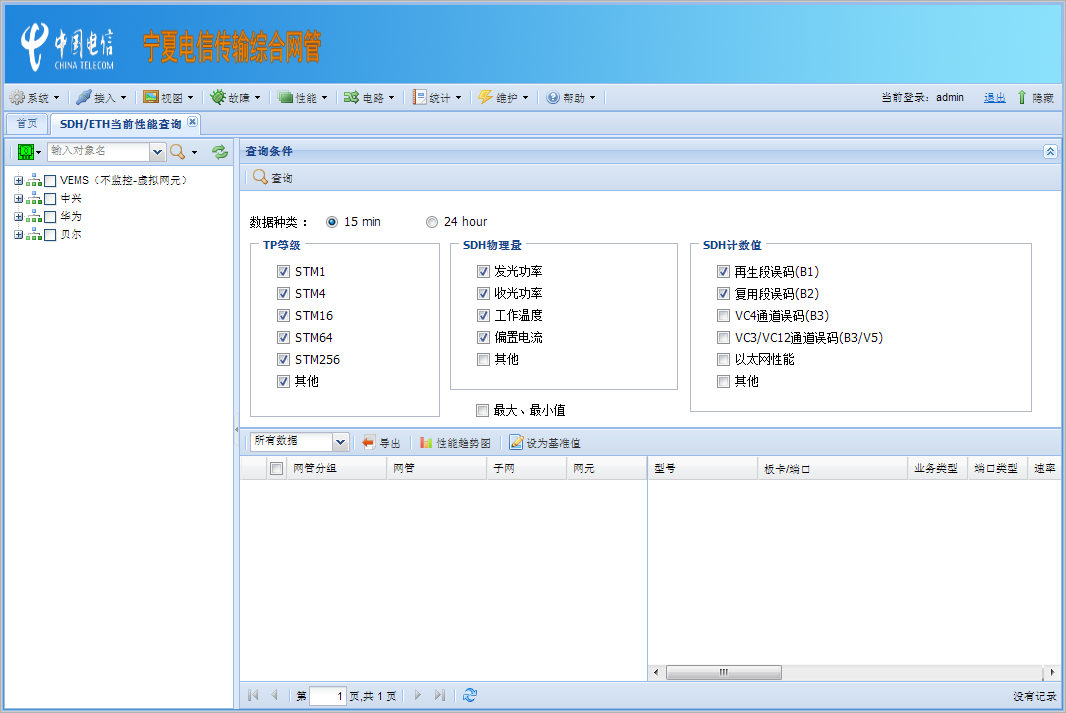 中国电信
CHINA TELECOM
宁夏电信传输综合网管
系统 接入 视图 故障 性能 电路 统计 维护 帮助 当前登录: admin 退出 隐藏
首页 SDH/ETH当前性能查询
输入对象名
VEMS（不监控-虚拟网元）
中兴
华为
贝尔
查询条件
查询
数据种类： 15 min 24 hour
TP等级 SDH物理量 SDH计数值
STM1 发光功率 再生段误码(B1)
STM4 收光功率 复用段误码(B2)
STM16 工作温度 VC4通道误码(B3)
STM64 偏置电流 VC3/VC12通道误码(B3/V5)
STM256 其他 以太网性能
其他 其他
最大、最小值
所有数据 导出 性能趋势图 设为基准值
网管分组 网管 子网 网元 型号 板卡/端口 业务类型 端口类型 速率
第 1 页,共 1 页 没有记录